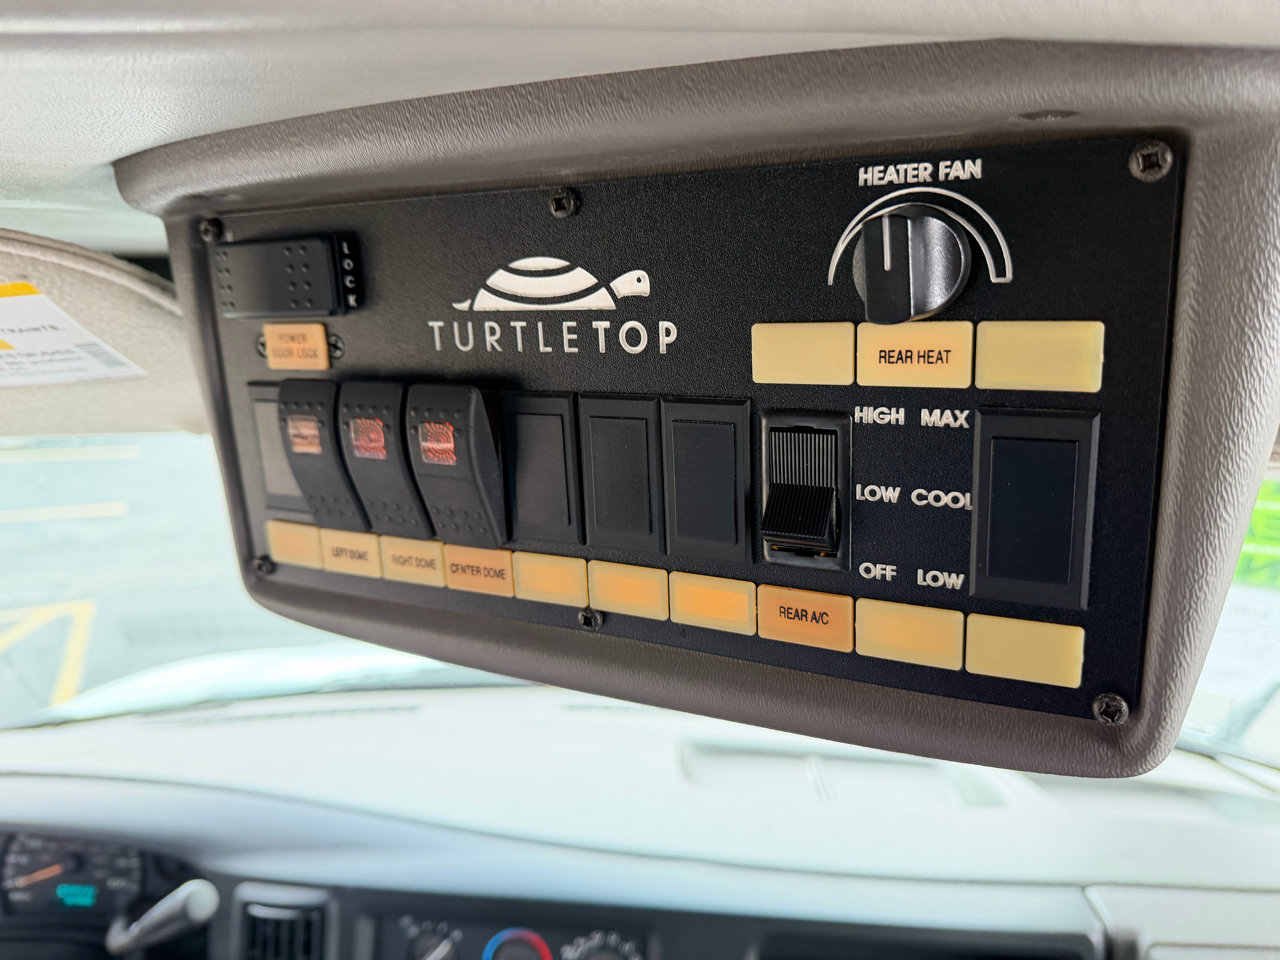 HEATER FAN
LOCK
TURTLETOP
POWER
DOOR LOCK
REAR HEAT
HIGH MAX
LOW COOL
OFF LOW
LEFT DOME
RIGHT DOME
CENTER DOME
REAR A/C